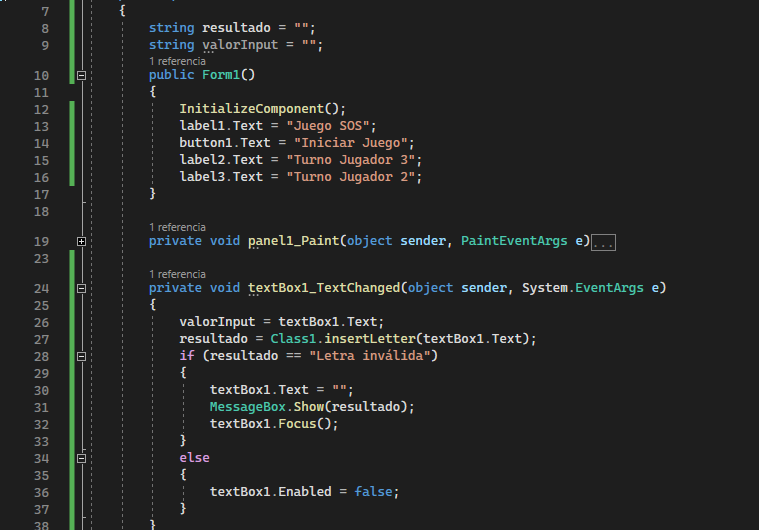 7 {
8 string resultado = "";
9 string valorInput = "";
1 referencia
10 public Form1()
11 {
12 InitializeComponent();
13 label1.Text = "Juego SOS";
14 button1.Text = "Iniciar Juego";
15 label2.Text = "Turno Jugador 3";
16 label3.Text = "Turno Jugador 2";
17 }
18
1 referencia
19 private void panel1_Paint(object sender, PaintEventArgs e)...
23
1 referencia
24 private void textBox1_TextChanged(object sender, System.EventArgs e)
25 {
26 valorInput = textBox1.Text;
27 resultado = Class1.insertLetter(textBox1.Text);
28 if (resultado == "Letra inválida")
29 {
30 textBox1.Text = "";
31 MessageBox.Show(resultado);
32 textBox1.Focus();
33 }
34 else
35 {
36 textBox1.Enabled = false;
37 }
38 }